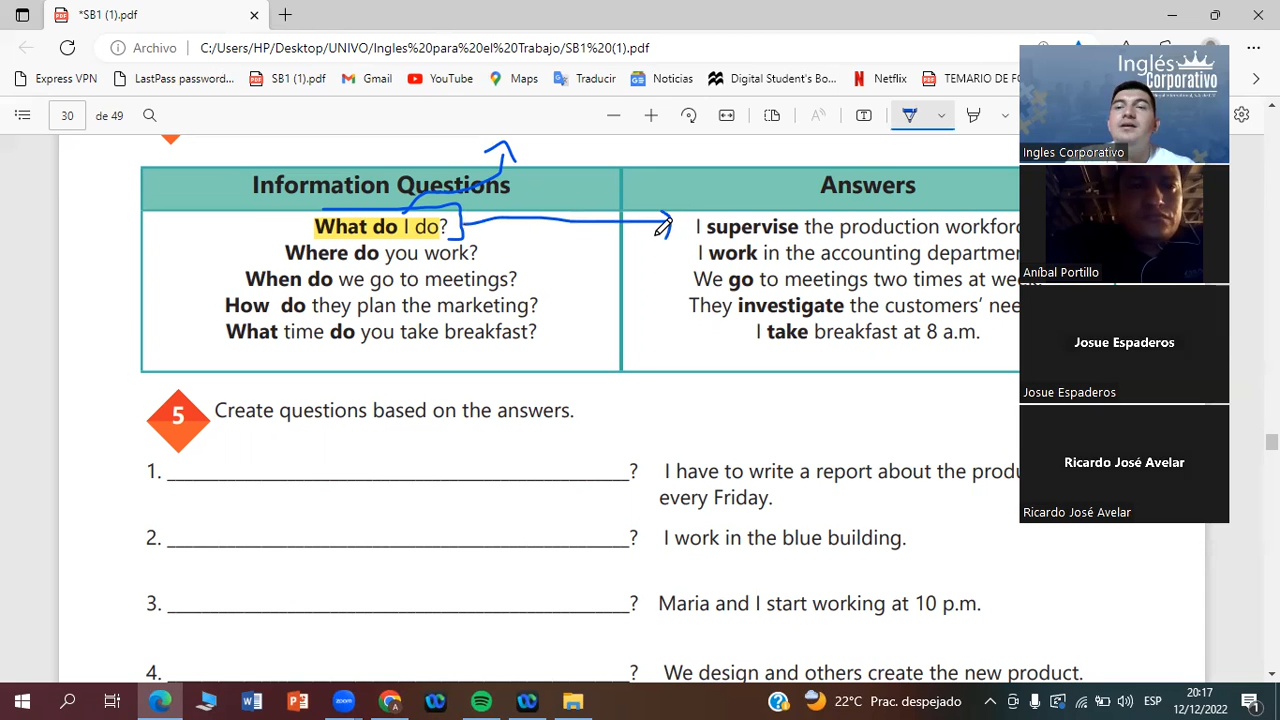 *SB1 (1).pdf
Archivo C:/Users/HP/Desktop/UNIVO/Ingles%20para%20el%20Trabajo/SB1%20(1).pdf
Express VPN LastPass password... SB1 (1).pdf Gmail YouTube Maps Traducir Noticias Digital Student's Bo... Netflix TEMARIO DE FO
30 de 49
Inglés
Corporativo
Ingles Corporativo
Information Questions Answers
What do I do? I supervise the production workforc
Where do you work? I work in the accounting departmen
When do we go to meetings? We go to meetings two times at week.
How do they plan the marketing? They investigate the customers' nee
What time do you take breakfast? I take breakfast at 8 a.m.
Aníbal Portillo
Josue Espaderos
Josue Espaderos
Ricardo José Avelar
Ricardo José Avelar
5 Create questions based on the answers.
1. ? I have to write a report about the produ
every Friday.
2. ? I work in the blue building.
3. ? Maria and I start working at 10 p.m.
4. ? We design and others create the new product.
22°C Prac. despejado ESP 20:17
12/12/2022